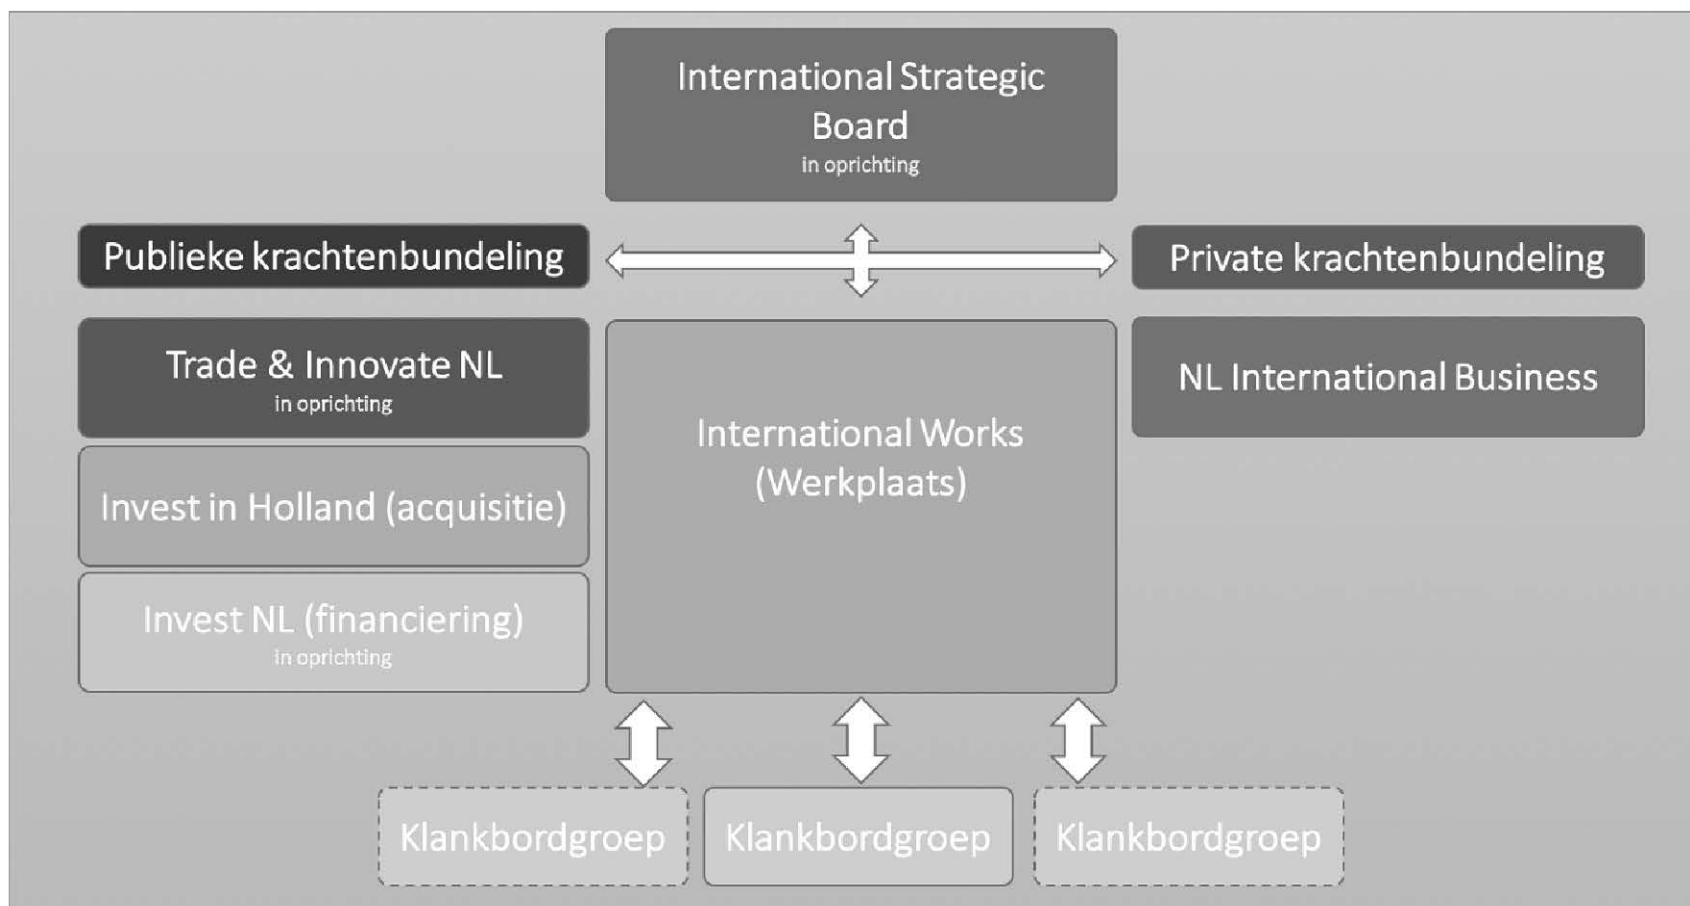 International Strategic
Board
in oprichting
Publieke krachtenbundeling
Private krachtenbundeling
Trade & Innovate NL
in oprichting
International Works
(Werkplaats)
NL International Business
Invest in Holland (acquisitie)
Invest NL (financiering)
in oprichting
Klankbordgroep
Klankbordgroep
Klankbordgroep